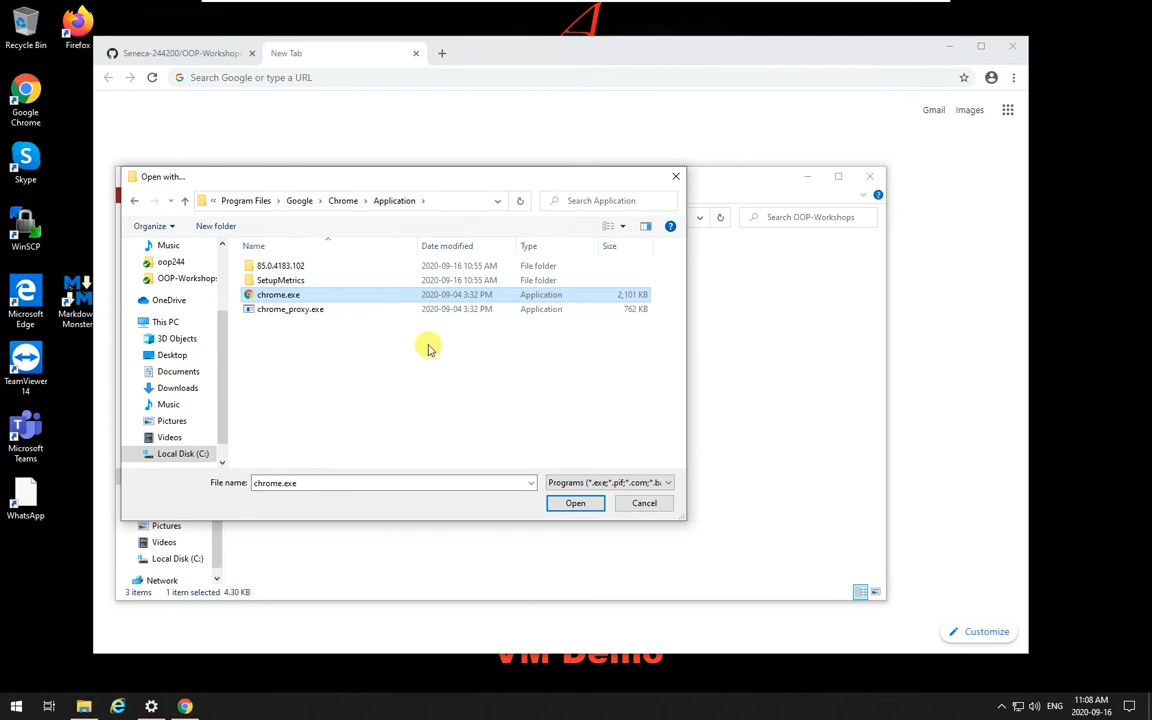 Recycle Bin
Firefox
Google Chrome
Skype
WinSCP
Microsoft Edge
Markdown Monster
TeamViewer 14
Microsoft Teams
WhatsApp
Seneca-244200/OOP-Workshops
New Tab
Search Google or type a URL
Gmail
Images
Open with...
Program Files > Google > Chrome > Application >
Search Application
Search OOP-Workshops
Organize
New folder
Name
Date modified
Type
Size
Music
oop244
OOP-Workshops
OneDrive
This PC
3D Objects
Desktop
Documents
Downloads
Music
Pictures
Videos
Local Disk (C:)
85.0.4183.102 2020-09-16 10:55 AM File folder
SetupMetrics 2020-09-16 10:55 AM File folder
chrome.exe 2020-09-04 3:32 PM Application 2,101 KB
chrome_proxy.exe 2020-09-04 3:32 PM Application 762 KB
File name:
chrome.exe
Programs (*.exe;*.pif;*.com;*.ba
Open
Cancel
Pictures
Videos
Local Disk (C:)
Network
3 items 1 item selected 4.30 KB
Customize
VM Demo
ENG
11:08 AM
2020-09-16